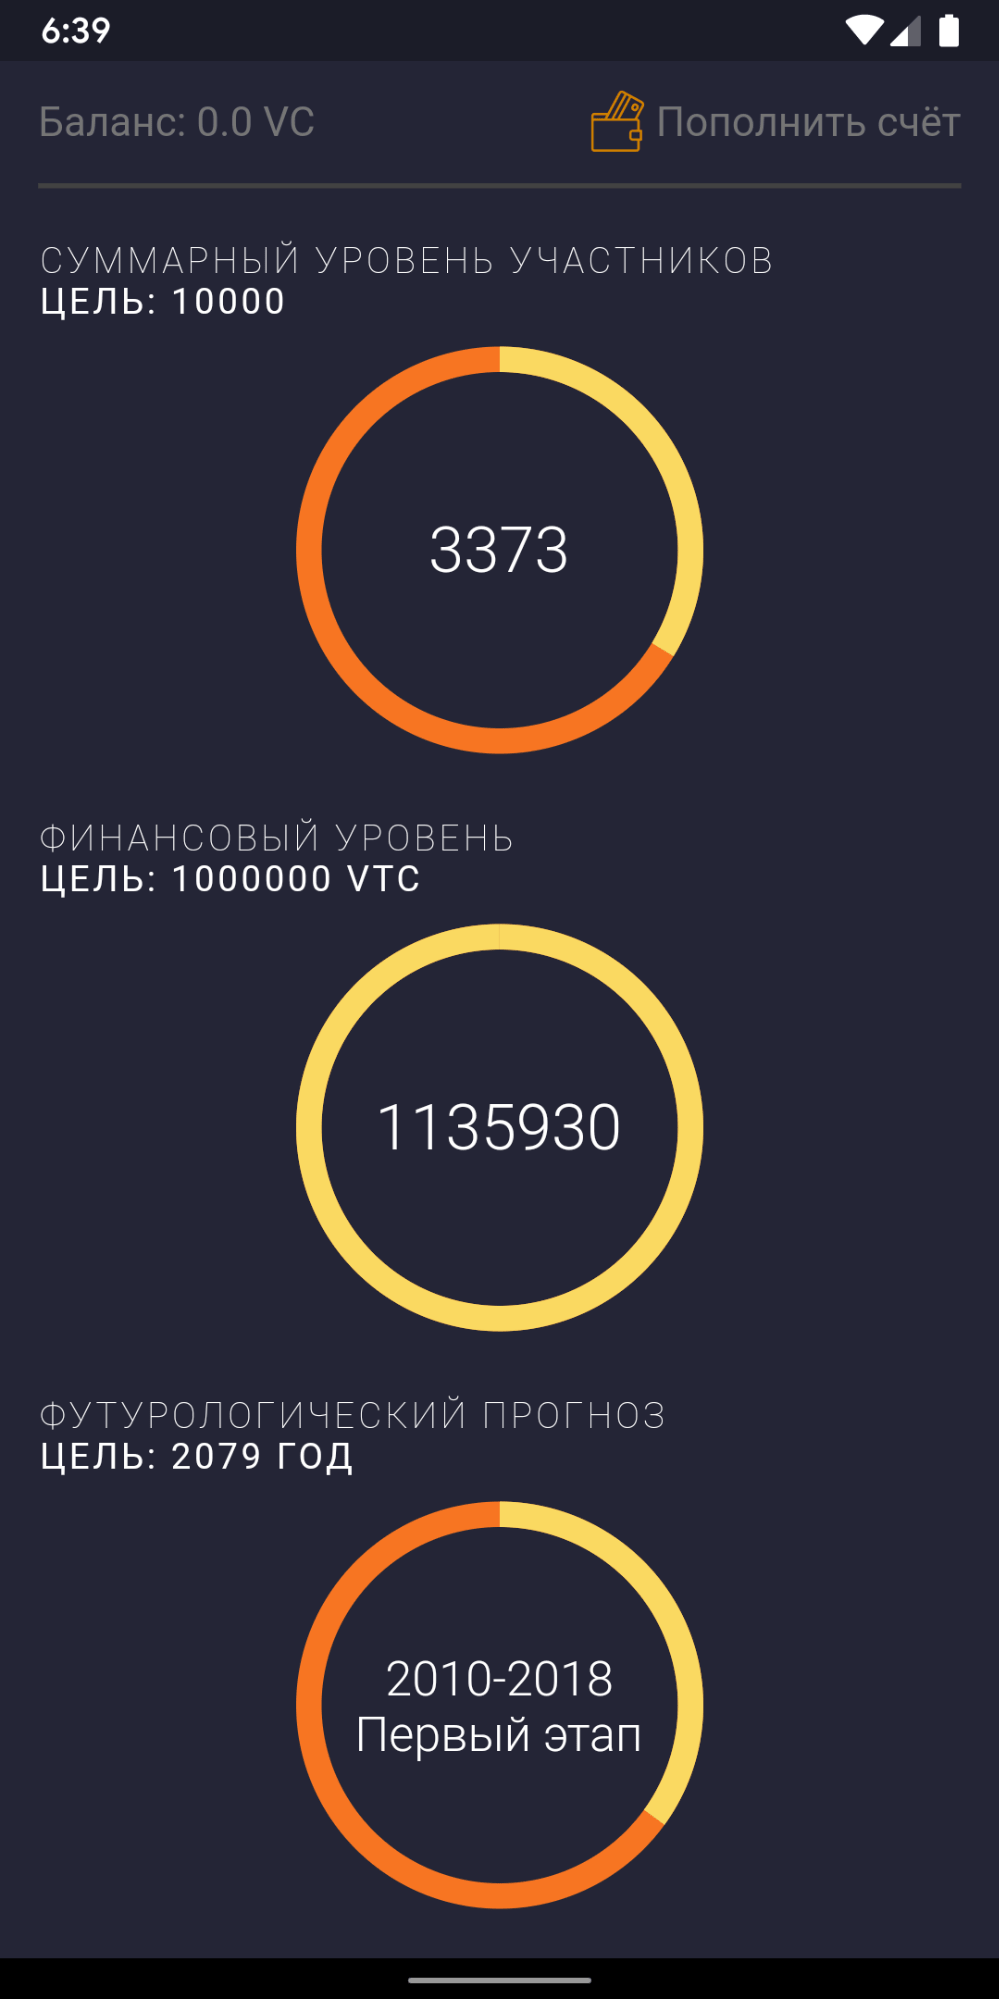 6:39
Баланс: 0.0 VC
Пополнить счёт
СУММАРНЫЙ УРОВЕНЬ УЧАСТНИКОВ
ЦЕЛЬ: 10000
3373
ФИНАНСОВЫЙ УРОВЕНЬ
ЦЕЛЬ: 1000000 VTC
1135930
ФУТУРОЛОГИЧЕСКИЙ ПРОГНОЗ
ЦЕЛЬ: 2079 ГОД
2010-2018
Первый этап